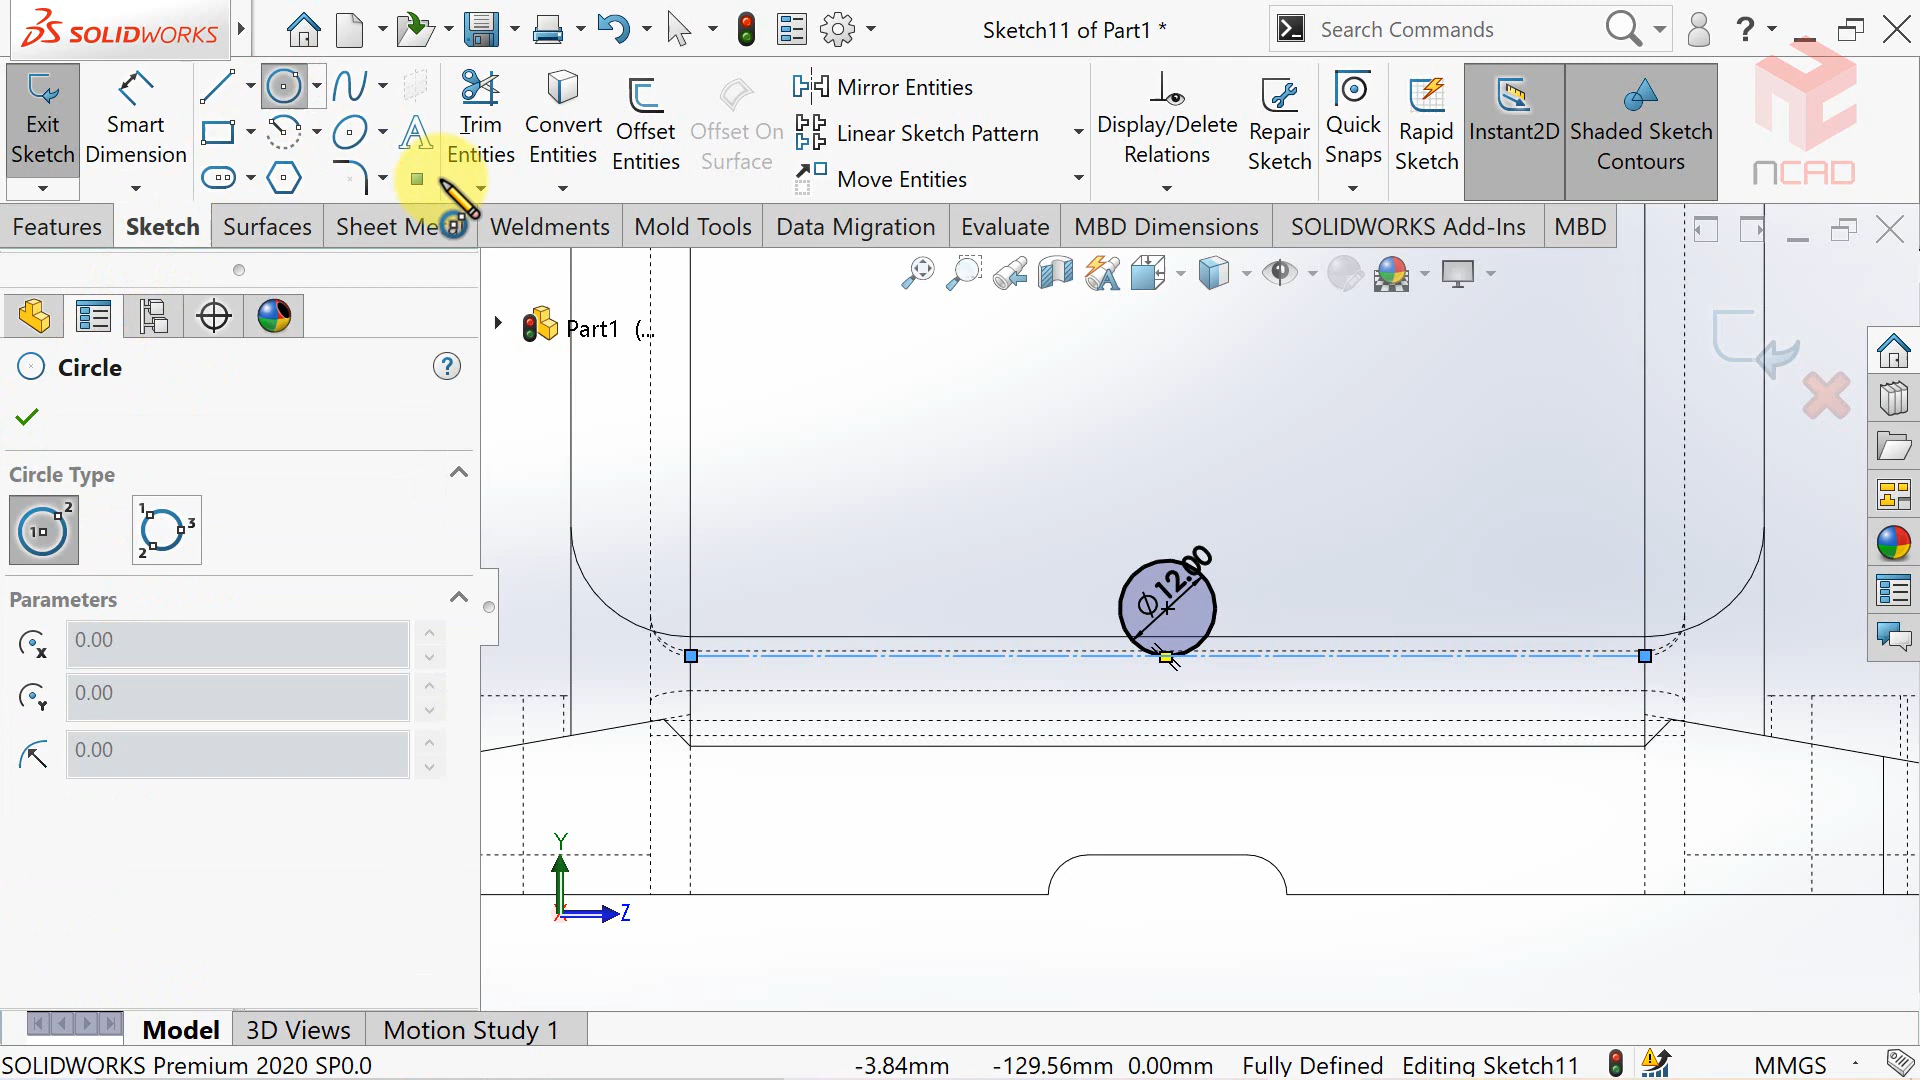 SOLIDWORKS
Sketch11 of Part1 *
Search Commands
?
Exit Sketch
Smart Dimension
Trim Entities
Convert Entities
Offset Entities
Offset On Surface
Mirror Entities
Linear Sketch Pattern
Move Entities
Display/Delete Relations
Repair Sketch
Quick Snaps
Rapid Sketch
Instant2D
Shaded Sketch Contours
NCAD
Features
Sketch
Surfaces
Sheet Me
Weldments
Mold Tools
Data Migration
Evaluate
MBD Dimensions
SOLIDWORKS Add-Ins
MBD
Part1 (...
Circle
?
Circle Type
Parameters
0.00
0.00
0.00
Φ12.00
Y
Z
X
Model
3D Views
Motion Study 1
SOLIDWORKS Premium 2020 SP0.0
-3.84mm
-129.56mm
0.00mm
Fully Defined
Editing Sketch11
MMGS